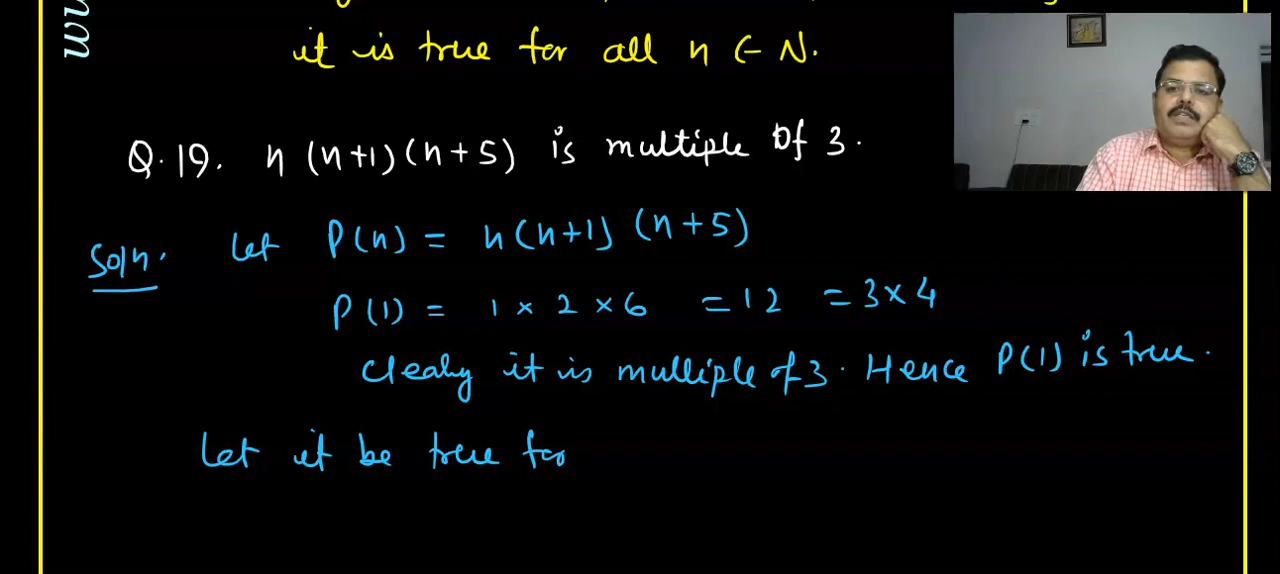 it is true for all n ∈ N.
Q.19. n (n+1) (n+5) is multiple of 3.
Soln. Let P(n) = n(n+1) (n+5)
P(1) = 1 × 2 × 6 = 12 = 3×4
Clearly it is multiple of 3. Hence P(1) is true.
Let it be true for